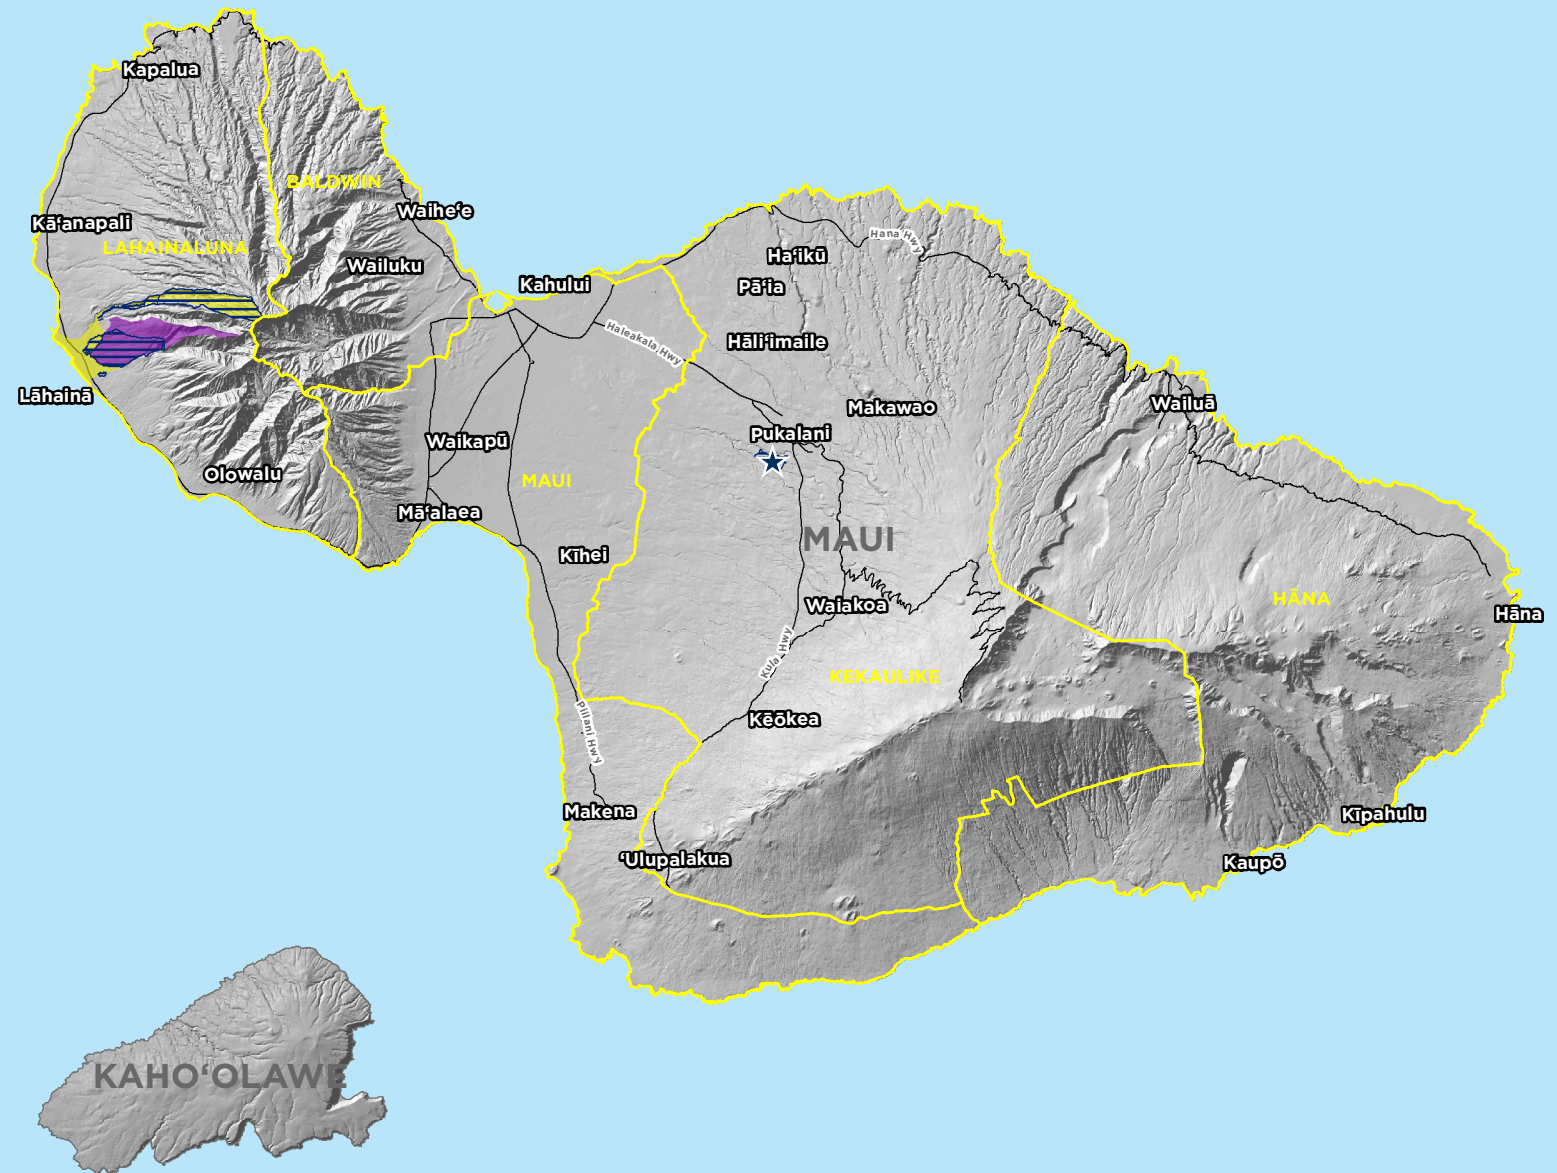 Kapalua
BALDWIN
Waiheʻe
Kāʻanapali
LAHAINALUNA
Hana Hwy
Haʻikū
Wailuku
Kahului
Pāʻia
Haleakala Hwy
Hāliʻimaile
Lāhainā
Makawao
Wailuā
Pukalani
Waikapū
Olowalu
MAUI
Māʻalaea
MAUI
Kīhei
Waiakoa
HĀNA
Hāna
Kula Hwy
KEKAULIKE
Kēōkea
Piilani Hwy
Makena
Kīpahulu
ʻUlupalakua
Kaupō
KAHOʻOLAWE